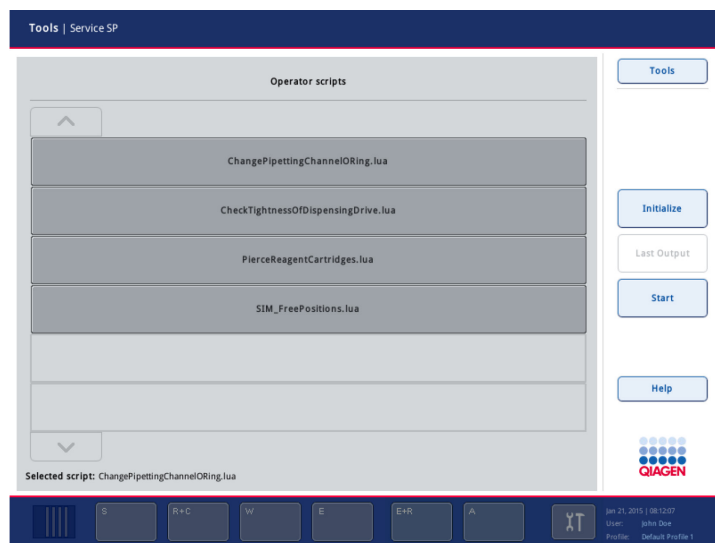 Tools | Service SP
Operator scripts
ChangePipettingChannelORing.lua
CheckTightnessOfDispensingDrive.lua
PierceReagentCartridges.lua
SIM_FreePositions.lua
Selected script: ChangePipettingChannelORing.lua
Tools
Initialize
Last Output
Start
Help
QIAGEN
S
R+C
W
E
E+R
A
Jan 21, 2015 | 08:12:07
User: John Doe
Profile: Default Profile 1